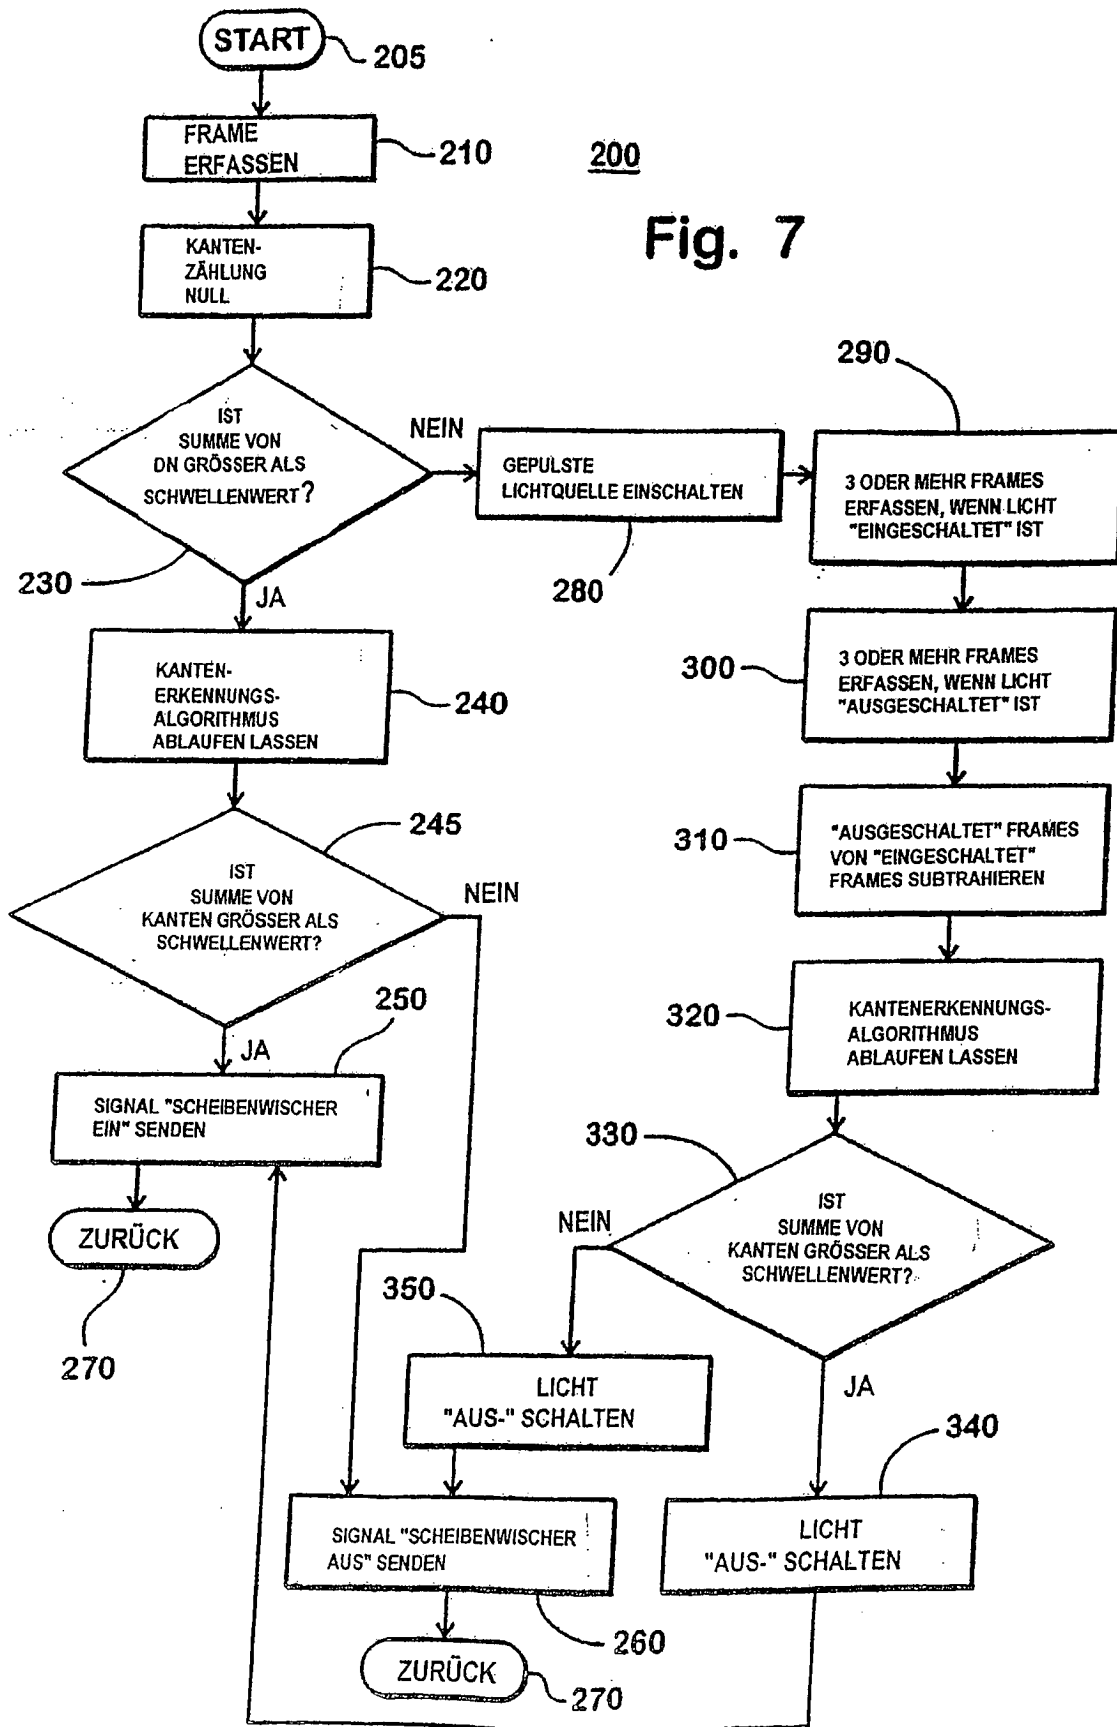 START
205
FRAME
ERFASSEN
210
200
Fig. 7
KANTEN-
ZÄHLUNG
NULL
220
IST
SUMME VON
DN GRÖSSER ALS
SCHWELLENWERT?
230
NEIN
JA
GEPULSTE
LICHTQUELLE EINSCHALTEN
280
290
3 ODER MEHR FRAMES
ERFASSEN, WENN LICHT
"EINGESCHALTET" IST
300
3 ODER MEHR FRAMES
ERFASSEN, WENN LICHT
"AUSGESCHALTET" IST
KANTEN-
ERKENNUNGS-
ALGORITHMUS
ABLAUFEN LASSEN
240
310
"AUSGESCHALTET" FRAMES
VON "EINGESCHALTET"
FRAMES SUBTRAHIEREN
245
IST
SUMME VON
KANTEN GRÖSSER ALS
SCHWELLENWERT?
NEIN
JA
320
KANTENERKENNUNGS-
ALGORITHMUS
ABLAUFEN LASSEN
250
SIGNAL "SCHEIBENWISCHER
EIN" SENDEN
ZURÜCK
270
330
IST
SUMME VON
KANTEN GRÖSSER ALS
SCHWELLENWERT?
NEIN
JA
350
LICHT
"AUS-" SCHALTEN
340
LICHT
"AUS-" SCHALTEN
SIGNAL "SCHEIBENWISCHER
AUS" SENDEN
260
ZURÜCK
270